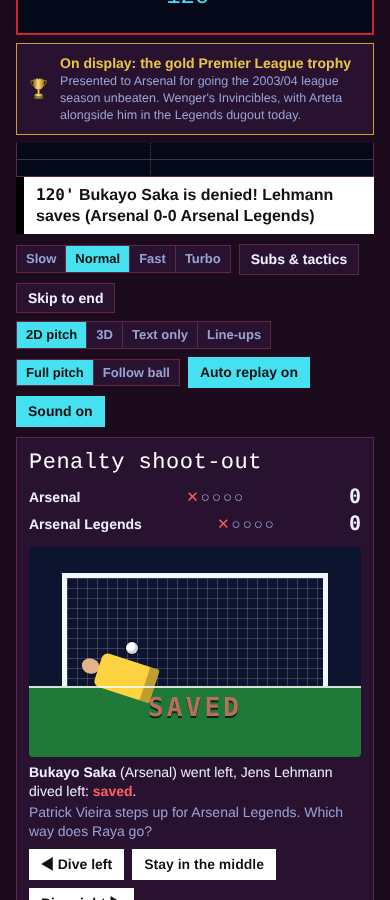 On display: the gold Premier League trophy
Presented to Arsenal for going the 2003/04 league
season unbeaten. Wenger's Invincibles, with Arteta
alongside him in the Legends dugout today.
120' Bukayo Saka is denied! Lehmann
saves (Arsenal 0-0 Arsenal Legends)
Slow Normal Fast Turbo Subs & tactics
Skip to end
2D pitch 3D Text only Line-ups
Full pitch Follow ball Auto replay on
Sound on
Penalty shoot-out
Arsenal ✕○○○○ 0
Arsenal Legends ✕○○○○ 0
SAVED
Bukayo Saka (Arsenal) went left, Jens Lehmann
dived left: saved.
Patrick Vieira steps up for Arsenal Legends. Which
way does Raya go?
◀ Dive left Stay in the middle